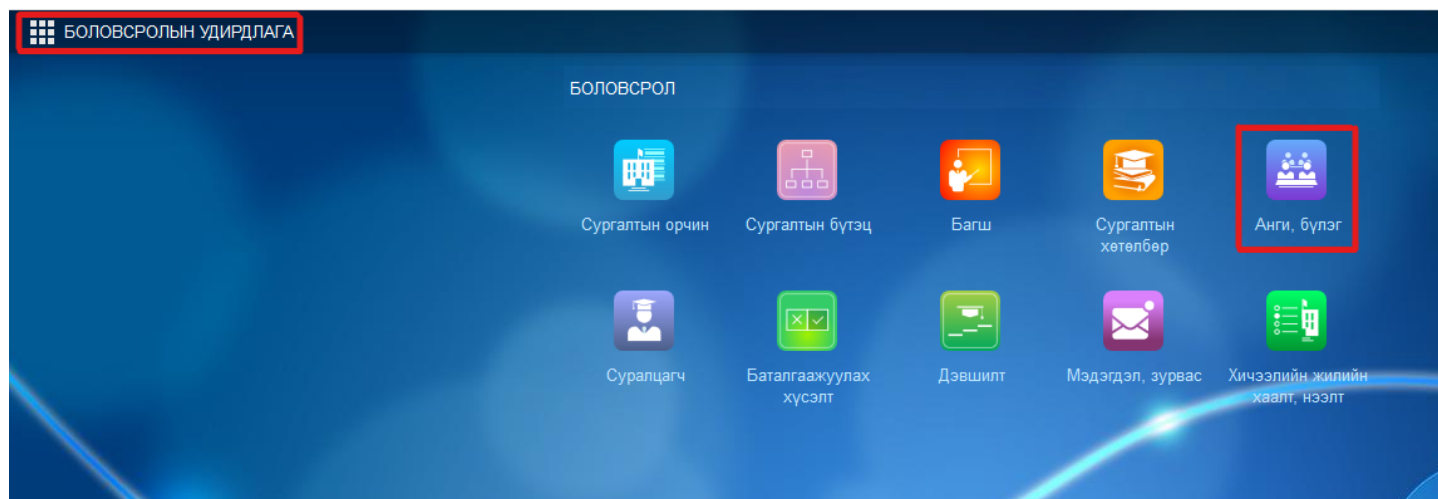 БОЛОВСРОЛЫН УДИРДЛАГА
БОЛОВСРОЛ
Сургалтын орчин
Сургалтын бүтэц
Багш
Сургалтын
хөтөлбөр
Анги, бүлэг
Суралцагч
Баталгаажуулах
хүсэлт
Дэвшилт
Мэдэгдэл, зурвас
Хичээлийн жилийн
хаалт, нээлт